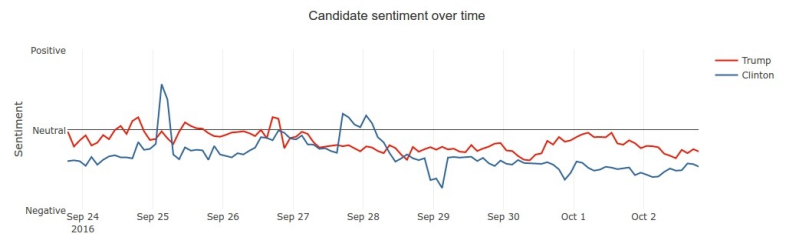 Candidate sentiment over time
Positive
Trump
Clinton
Sentiment
Neutral
Negative
Sep 24 Sep 25 Sep 26 Sep 27 Sep 28 Sep 29 Sep 30 Oct 1 Oct 2
2016